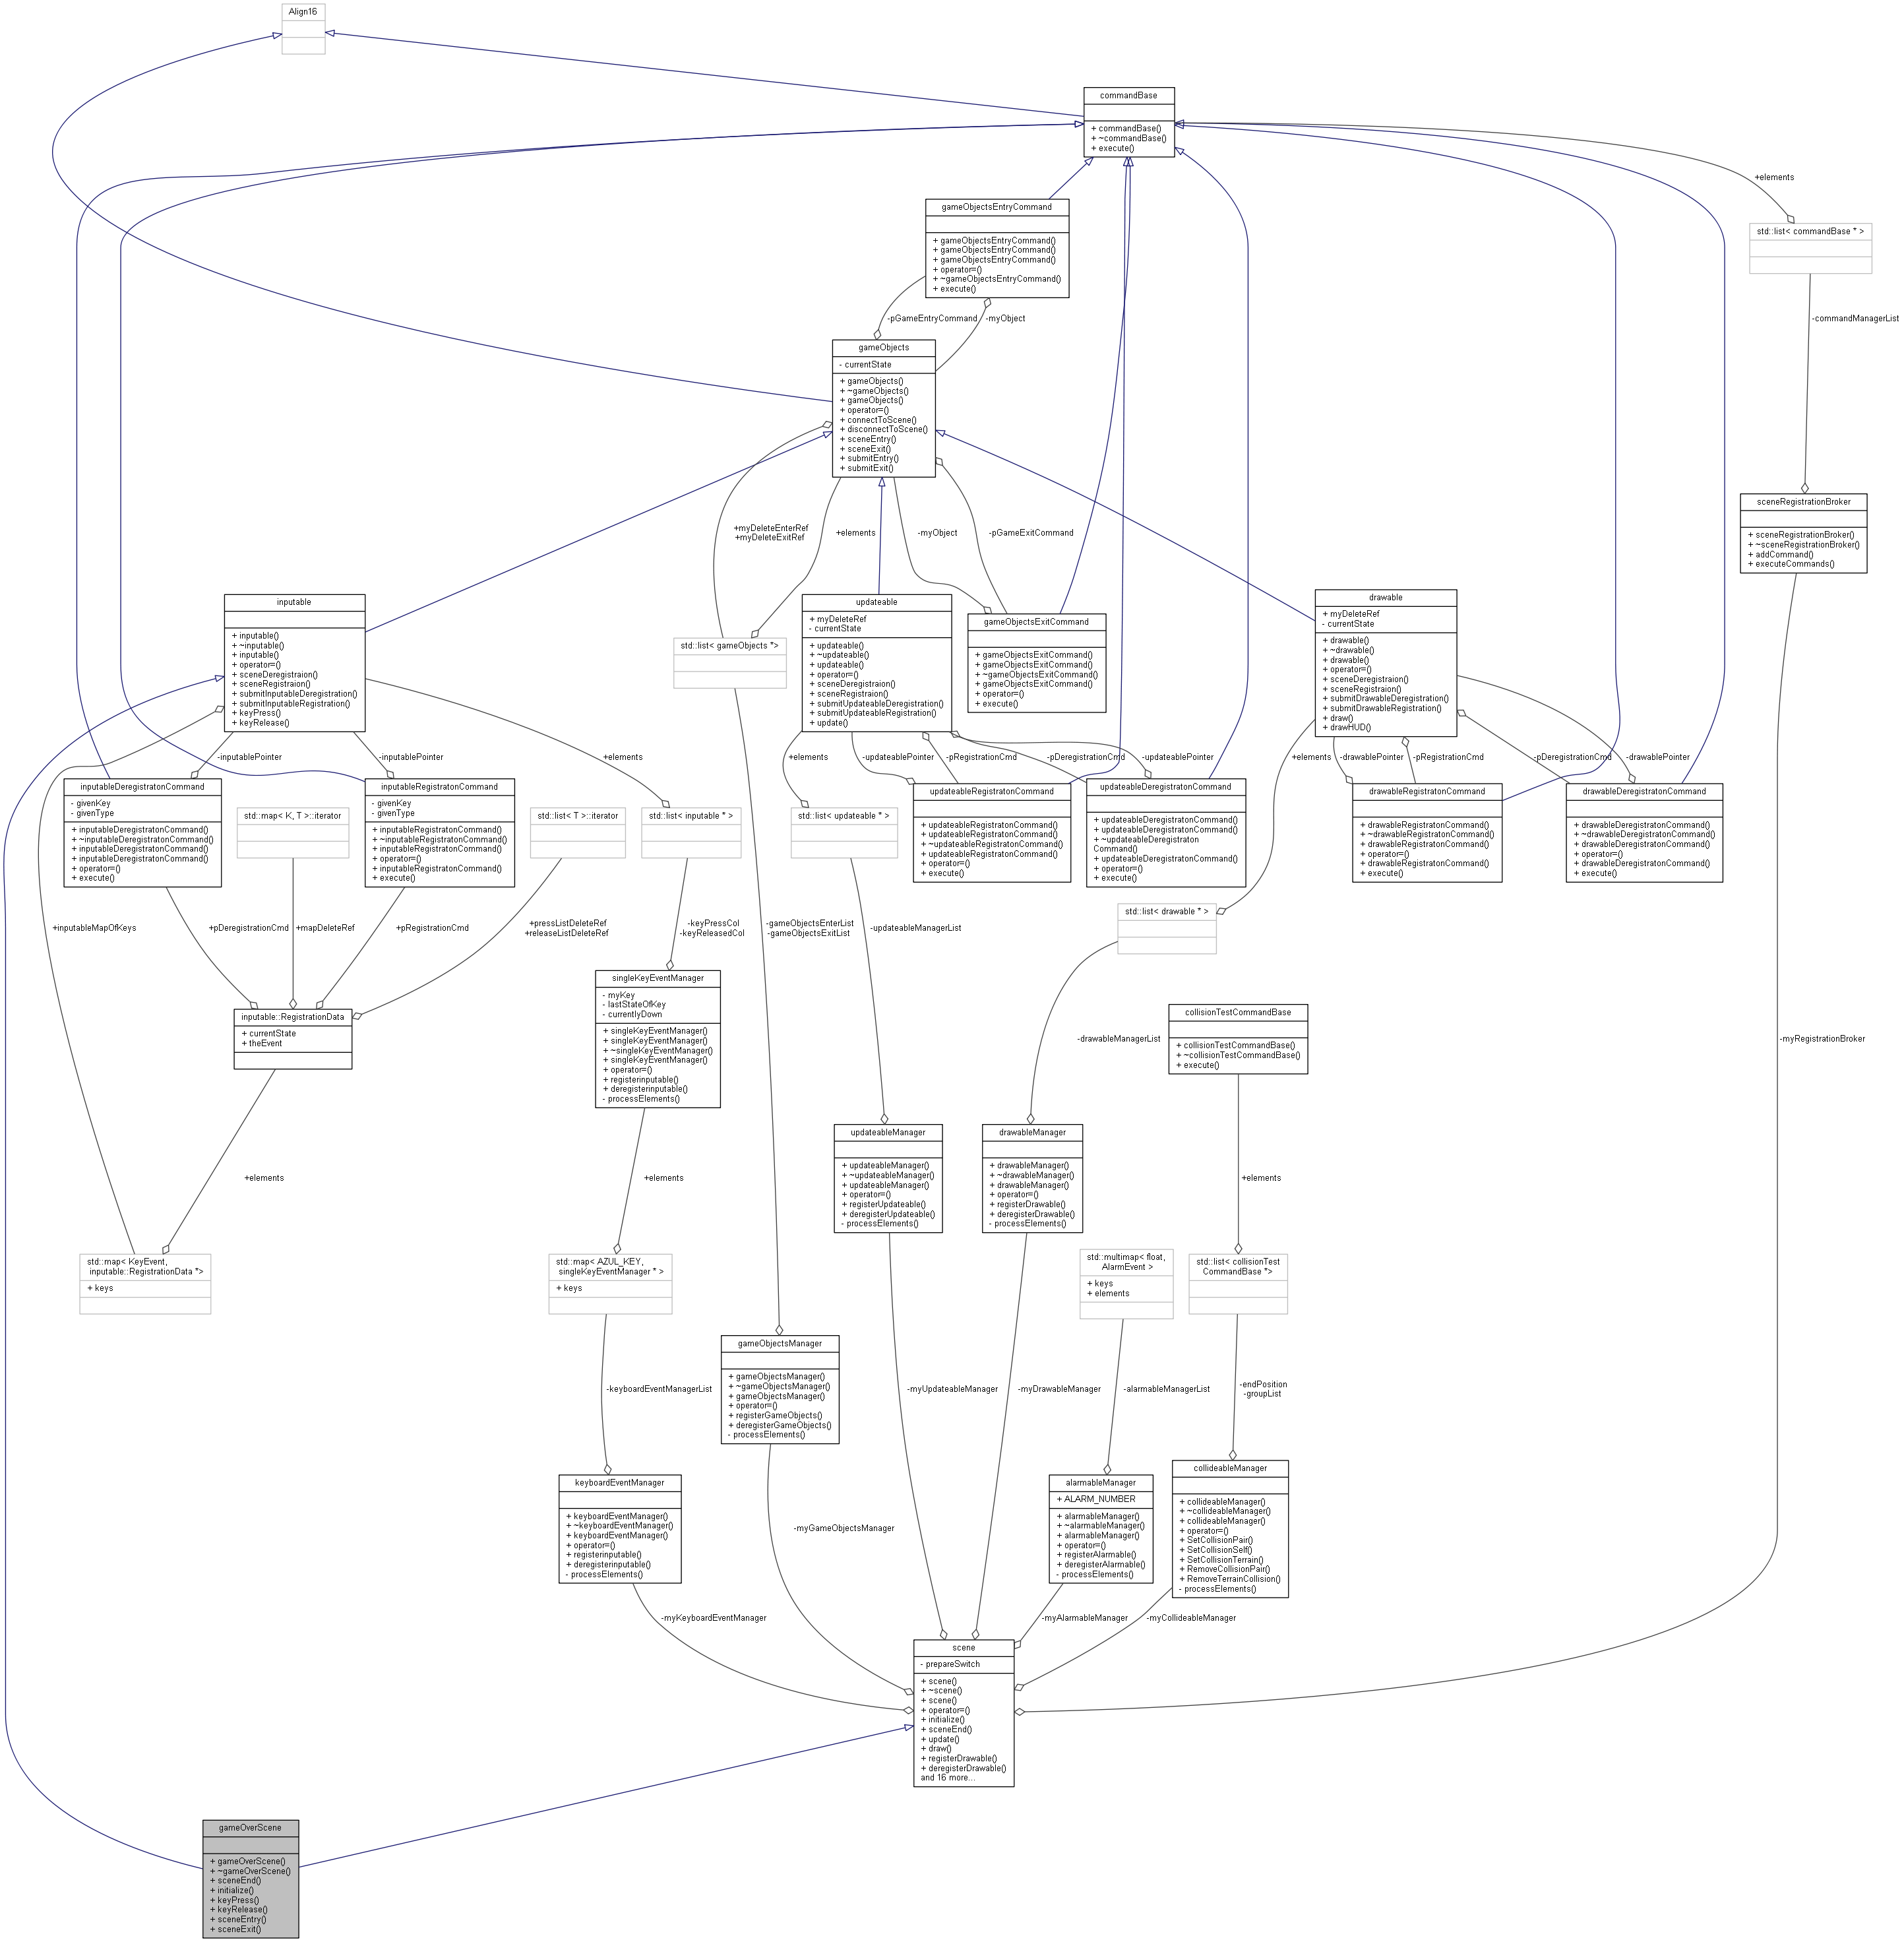 Align16
commandBase
+ commandBase()
+ ~commandBase()
+ execute()
+elements
gameObjectsEntryCommand
+ gameObjectsEntryCommand()
+ gameObjectsEntryCommand()
+ gameObjectsEntryCommand()
+ operator=()
+ ~gameObjectsEntryCommand()
+ execute()
std::list< commandBase * >
-pGameEntryCommand
-myObject
-commandManagerList
gameObjects
- currentState
+ gameObjects()
+ ~gameObjects()
+ gameObjects()
+ operator=()
+ connectToScene()
+ disconnectToScene()
+ sceneEntry()
+ sceneExit()
+ submitEntry()
+ submitExit()
sceneRegistrationBroker
+ sceneRegistrationBroker()
+ ~sceneRegistrationBroker()
+ addCommand()
+ executeCommands()
+myDeleteEnterRef
+myDeleteExitRef
+elements
-myObject
-pGameExitCommand
inputable
+ inputable()
+ ~inputable()
+ inputable()
+ operator=()
+ sceneDeregistraion()
+ sceneRegistraion()
+ submitInputableDeregistration()
+ submitInputableRegistration()
+ keyPress()
+ keyRelease()
std::list< gameObjects *>
updateable
+ myDeleteRef
- currentState
+ updateable()
+ ~updateable()
+ updateable()
+ operator=()
+ sceneDeregistraion()
+ sceneRegistraion()
+ submitUpdateableDeregistration()
+ submitUpdateableRegistration()
+ update()
gameObjectsExitCommand
+ gameObjectsExitCommand()
+ gameObjectsExitCommand()
+ ~gameObjectsExitCommand()
+ gameObjectsExitCommand()
+ operator=()
+ execute()
drawable
+ myDeleteRef
- currentState
+ drawable()
+ ~drawable()
+ drawable()
+ operator=()
+ sceneDeregistraion()
+ sceneRegistraion()
+ submitDrawableDeregistration()
+ submitDrawableRegistration()
+ draw()
+ drawHUD()
-inputablePointer
-inputablePointer
+elements
+elements
-updateablePointer
-pRegistrationCmd
-pDeregistrationCmd
-updateablePointer
+elements
-drawablePointer
-pRegistrationCmd
-pDeregistrationCmd
-drawablePointer
inputableDeregistratonCommand
- givenKey
- givenType
+ inputableDeregistratonCommand()
+ ~inputableDeregistratonCommand()
+ inputableDeregistratonCommand()
+ inputableDeregistratonCommand()
+ operator=()
+ execute()
std::map< K, T >::iterator
inputableRegistratonCommand
- givenKey
- givenType
+ inputableRegistratonCommand()
+ ~inputableRegistratonCommand()
+ inputableRegistratonCommand()
+ operator=()
+ inputableRegistratonCommand()
+ execute()
std::list< T >::iterator
std::list< inputable * >
std::list< updateable * >
updateableRegistratonCommand
+ updateableRegistratonCommand()
+ updateableRegistratonCommand()
+ ~updateableRegistratonCommand()
+ updateableRegistratonCommand()
+ operator=()
+ execute()
updateableDeregistratonCommand
+ updateableDeregistratonCommand()
+ updateableDeregistratonCommand()
+ ~updateableDeregistraton
Command()
+ updateableDeregistratonCommand()
+ operator=()
+ execute()
drawableRegistratonCommand
+ drawableRegistratonCommand()
+ ~drawableRegistratonCommand()
+ drawableRegistratonCommand()
+ operator=()
+ drawableRegistratonCommand()
+ execute()
drawableDeregistratonCommand
+ drawableDeregistratonCommand()
+ ~drawableDeregistratonCommand()
+ drawableDeregistratonCommand()
+ operator=()
+ drawableDeregistratonCommand()
+ execute()
std::list< drawable * >
+inputableMapOfKeys
+pDeregistrationCmd
+mapDeleteRef
+pRegistrationCmd
+pressListDeleteRef
+releaseListDeleteRef
-keyPressCol
-keyReleasedCol
-gameObjectsEnterList
-gameObjectsExitList
-updateableManagerList
inputable::RegistrationData
+ currentState
+ theEvent
singleKeyEventManager
- myKey
- lastStateOfKey
- currentlyDown
+ singleKeyEventManager()
+ singleKeyEventManager()
+ ~singleKeyEventManager()
+ singleKeyEventManager()
+ operator=()
+ registerinputable()
+ deregisterinputable()
- processElements()
-drawableManagerList
collisionTestCommandBase
+ collisionTestCommandBase()
+ ~collisionTestCommandBase()
+ execute()
-myRegistrationBroker
updateableManager
+ updateableManager()
+ ~updateableManager()
+ updateableManager()
+ operator=()
+ registerUpdateable()
+ deregisterUpdateable()
- processElements()
drawableManager
+ drawableManager()
+ ~drawableManager()
+ drawableManager()
+ operator=()
+ registerDrawable()
+ deregisterDrawable()
- processElements()
+elements
+elements
+elements
std::map< KeyEvent,
inputable::RegistrationData *>
+ keys
std::map< AZUL_KEY,
singleKeyEventManager * >
+ keys
std::multimap< float,
AlarmEvent >
+ keys
+ elements
std::list< collisionTest
CommandBase *>
gameObjectsManager
+ gameObjectsManager()
+ ~gameObjectsManager()
+ gameObjectsManager()
+ operator=()
+ registerGameObjects()
+ deregisterGameObjects()
- processElements()
-keyboardEventManagerList
-myUpdateableManager
-myDrawableManager
-alarmableManagerList
-endPosition
-groupList
keyboardEventManager
+ keyboardEventManager()
+ ~keyboardEventManager()
+ keyboardEventManager()
+ operator=()
+ registerinputable()
+ deregisterinputable()
- processElements()
-myGameObjectsManager
alarmableManager
+ ALARM_NUMBER
+ alarmableManager()
+ ~alarmableManager()
+ alarmableManager()
+ operator=()
+ registerAlarmable()
+ deregisterAlarmable()
- processElements()
collideableManager
+ collideableManager()
+ ~collideableManager()
+ collideableManager()
+ operator=()
+ SetCollisionPair()
+ SetCollisionSelf()
+ SetCollisionTerrain()
+ RemoveCollisionPair()
+ RemoveTerrainCollision()
- processElements()
-myKeyboardEventManager
-myAlarmableManager
-myCollideableManager
scene
- prepareSwitch
+ scene()
+ ~scene()
+ scene()
+ operator=()
+ initialize()
+ sceneEnd()
+ update()
+ draw()
+ registerDrawable()
+ deregisterDrawable()
and 16 more...
gameOverScene
+ gameOverScene()
+ ~gameOverScene()
+ sceneEnd()
+ initialize()
+ keyPress()
+ keyRelease()
+ sceneEntry()
+ sceneExit()